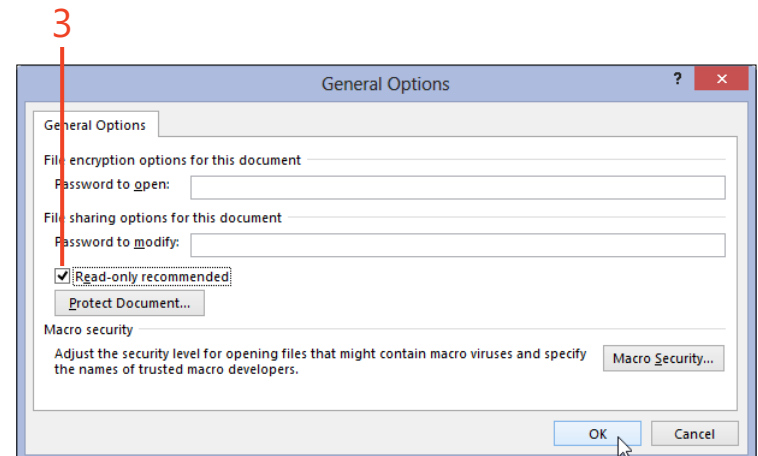 3
General Options
?
General Options
File encryption options for this document
Password to open:
File sharing options for this document
Password to modify:
Read-only recommended
Protect Document...
Macro security
Adjust the security level for opening files that might contain macro viruses and specify
the names of trusted macro developers.
Macro Security...
OK
Cancel